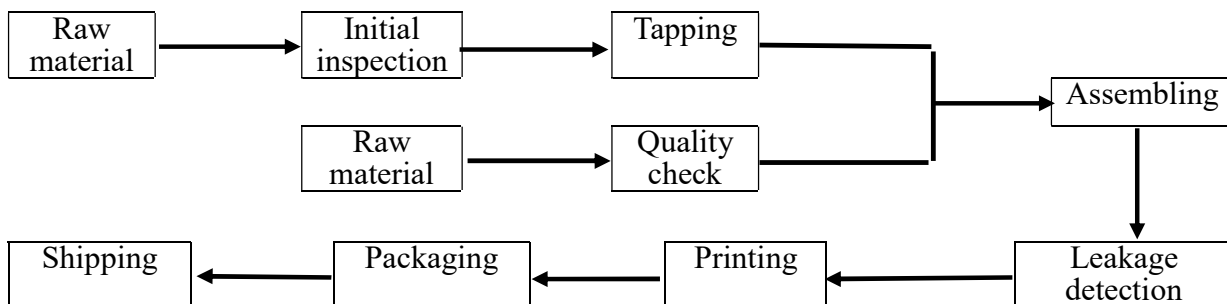 Raw
material
Initial
inspection
Tapping
Assembling
Raw
material
Quality
check
Shipping
Packaging
Printing
Leakage
detection